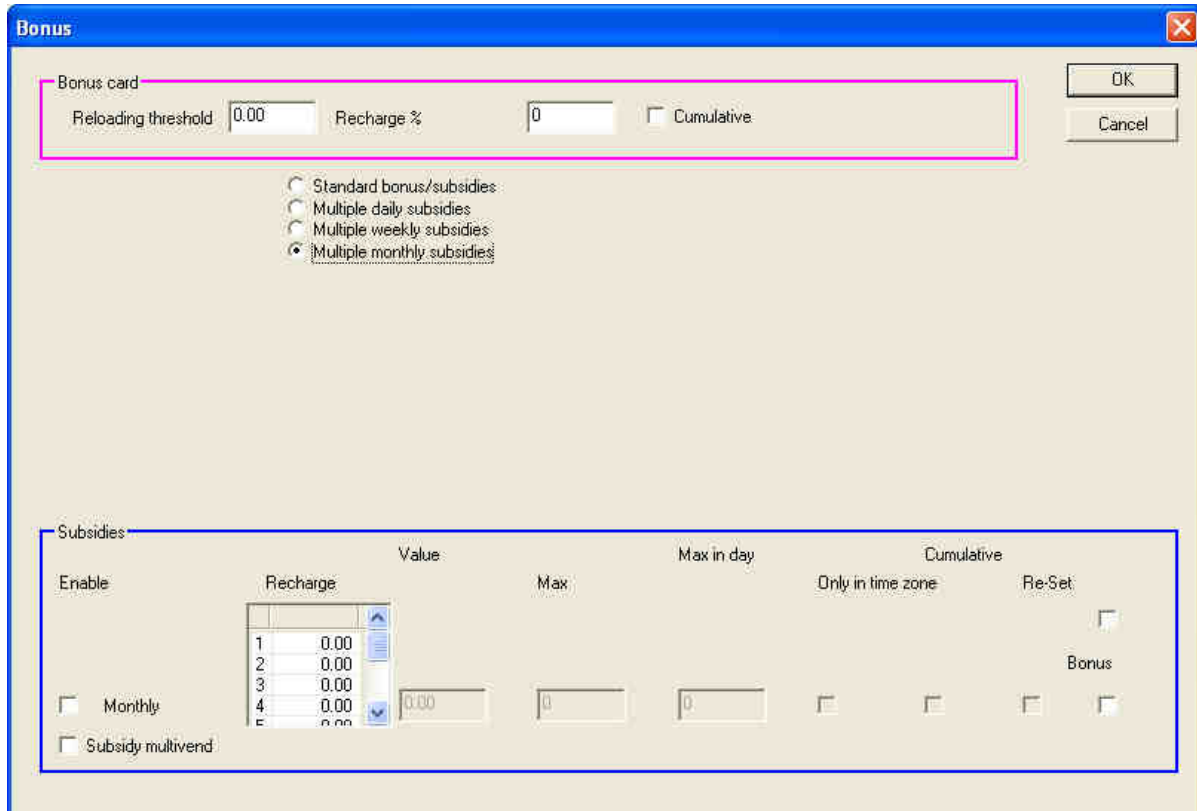 Bonus
OK
Bonus card
Reloading threshold 0.00 Recharge % 0 Cumulative
Cancel
Standard bonus/subsidies
Multiple daily subsidies
Multiple weekly subsidies
Multiple monthly subsidies
Subsidies
Value Max in day Cumulative
Enable Recharge Max Only in time zone Re-Set
1 0.00
2 0.00
3 0.00
Bonus
Monthly 4 0.00 0.00 0 0
5 0.00
Subsidy multivend